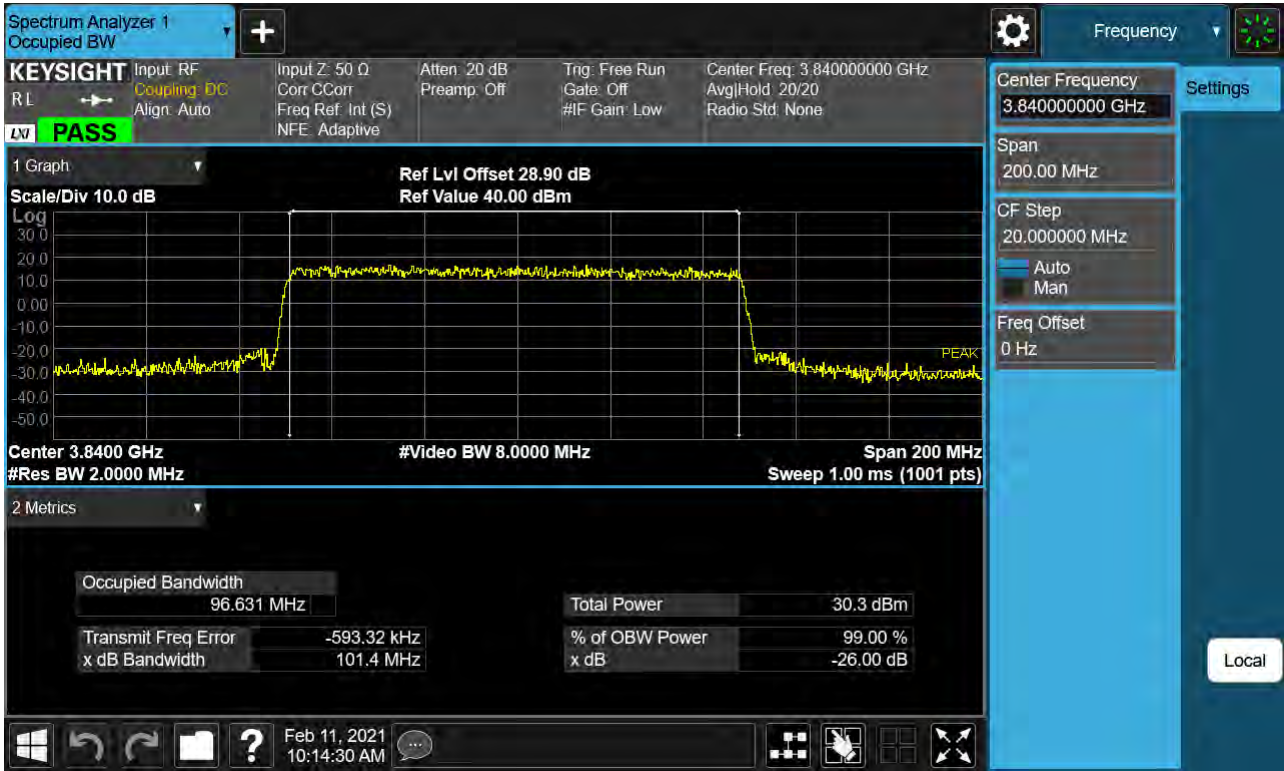 Spectrum Analyzer 1
Occupied BW
Frequency
KEYSIGHT
RL
LXI PASS
Input: RF
Coupling: DC
Align: Auto
Input Z: 50 Ω
Corr CCorr
Freq Ref: Int (S)
NFE: Adaptive
Atten: 20 dB
Preamp: Off
Trig: Free Run
Gate: Off
#IF Gain: Low
Center Freq: 3.840000000 GHz
Avg|Hold: 20/20
Radio Std: None
Center Frequency
3.840000000 GHz
Settings
Span
200.00 MHz
CF Step
20.000000 MHz
Auto
Man
Freq Offset
0 Hz
Local
1 Graph
Ref Lvl Offset 28.90 dB
Scale/Div 10.0 dB
Ref Value 40.00 dBm
Log
30.0
20.0
10.0
0.00
-10.0
-20.0
-30.0
-40.0
-50.0
PEAK
Center 3.8400 GHz
#Video BW 8.0000 MHz
Span 200 MHz
#Res BW 2.0000 MHz
Sweep 1.00 ms (1001 pts)
2 Metrics
Occupied Bandwidth
96.631 MHz
Total Power 30.3 dBm
Transmit Freq Error -593.32 kHz
% of OBW Power 99.00 %
x dB Bandwidth 101.4 MHz
x dB -26.00 dB
?
Feb 11, 2021
10:14:30 AM